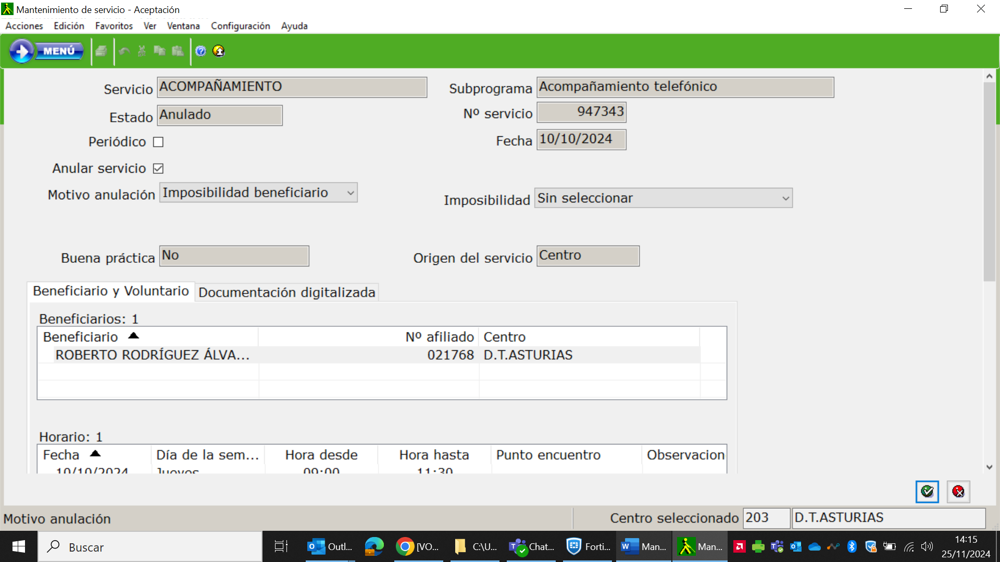 Mantenimiento de servicio - Aceptación
Acciones Edición Favoritos Ver Ventana Configuración Ayuda
MENÚ
Servicio ACOMPAÑAMIENTO Subprograma Acompañamiento telefónico
Estado Anulado Nº servicio 947343
Periódico Fecha 10/10/2024
Anular servicio
Motivo anulación Imposibilidad beneficiario Imposibilidad Sin seleccionar
Buena práctica No Origen del servicio Centro
Beneficiario y Voluntario Documentación digitalizada
Beneficiarios: 1
Beneficiario Nº afiliado Centro
ROBERTO RODRÍGUEZ ÁLVA... 021768 D.T.ASTURIAS
Horario: 1
Fecha Día de la sem... Hora desde Hora hasta Punto encuentro Observacion
10/10/2024 Jueves 09:00 11:30
Motivo anulación Centro seleccionado 203 D.T.ASTURIAS
Buscar Outl... [VO... C:\U... Chat... Forti... Man... Man... 14:15
25/11/2024